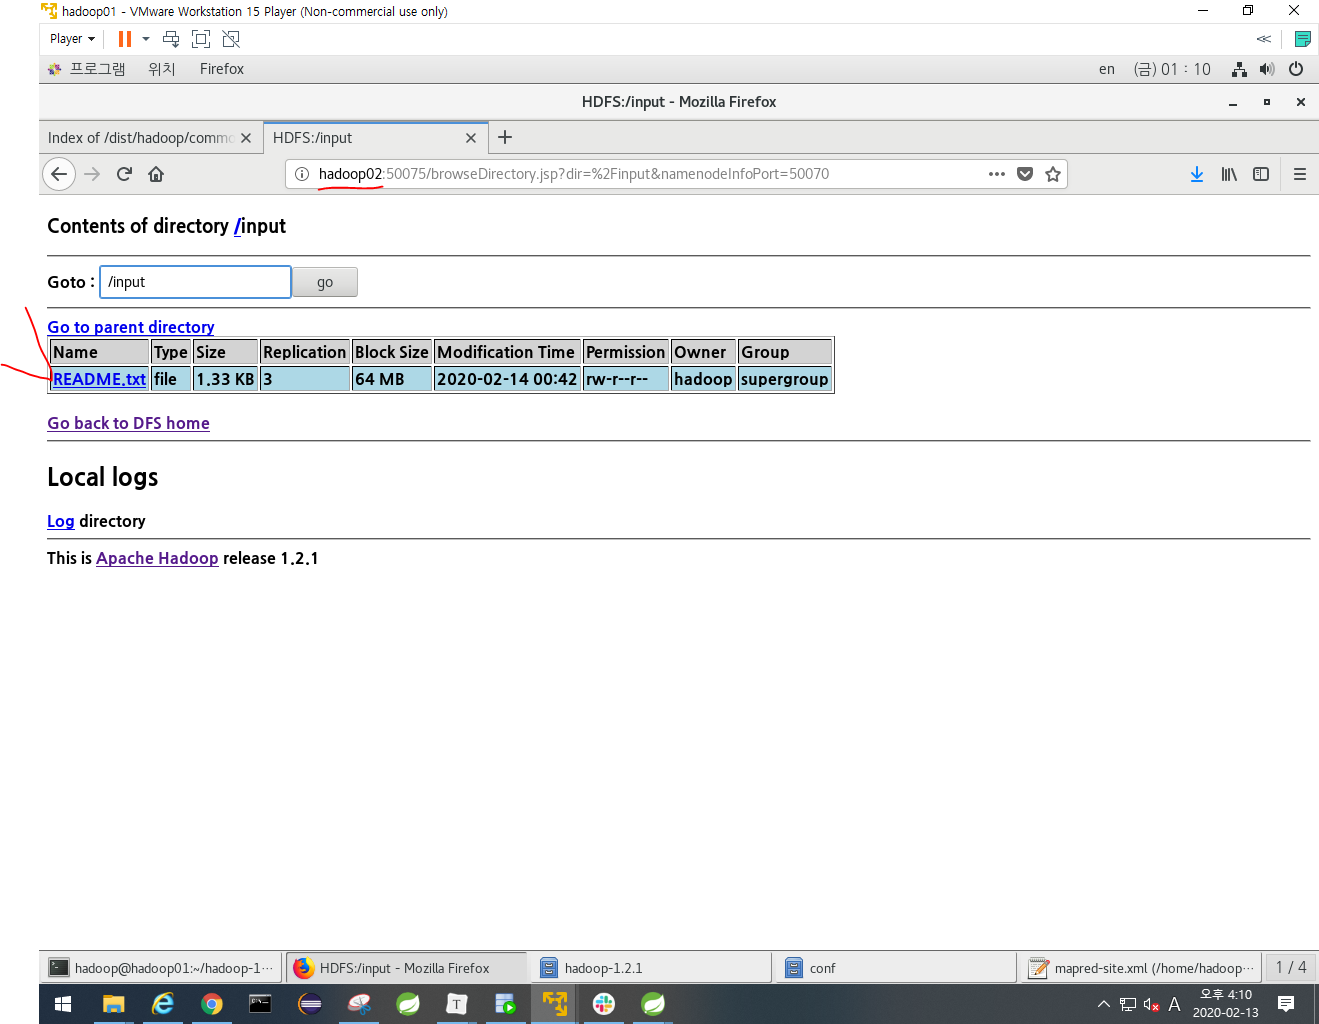 hadoop01 - VMware Workstation 15 Player (Non-commercial use only)
Player
프로그램 위치 Firefox en (금) 01 : 10
HDFS:/input - Mozilla Firefox
Index of /dist/hadoop/commo HDFS:/input
hadoop02:50075/browseDirectory.jsp?dir=%2Finput&namenodeInfoPort=50070
Contents of directory /input
Goto : /input go
Go to parent directory
Name Type Size Replication Block Size Modification Time Permission Owner Group
README.txt file 1.33 KB 3 64 MB 2020-02-14 00:42 rw-r--r-- hadoop supergroup
Go back to DFS home
Local logs
Log directory
This is Apache Hadoop release 1.2.1
hadoop@hadoop01:~/hadoop-1··· HDFS:/input - Mozilla Firefox hadoop-1.2.1 conf mapred-site.xml (/home/hadoop··· 1 / 4
T A 오후 4:10
2020-02-13